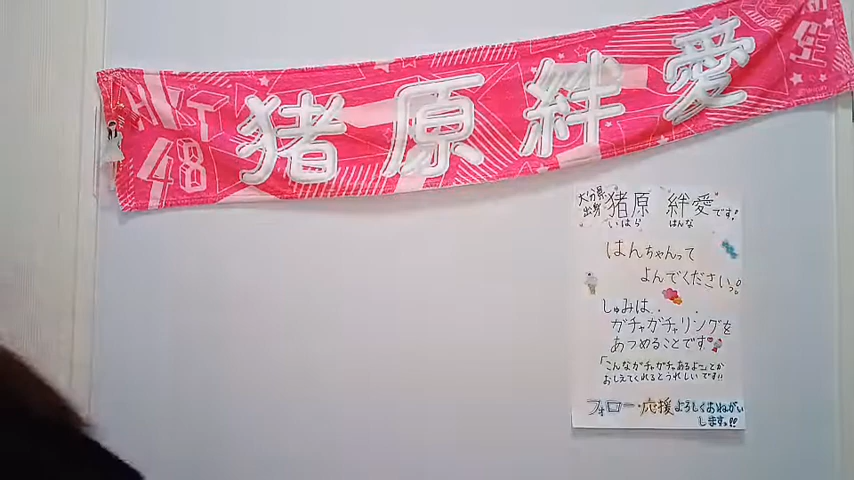 HKT48
猪原絆愛
大分県出身 猪原 絆愛です!
いはら はんな
はんちゃんって
よんでください。
しゅみは、
ガチャガチャリングを
あつめることです
「こんなガチャガチャあるよ〜」とか
おしえてくれるとうれしいです!!
フォロー・応援よろしくおねがい
します。!!